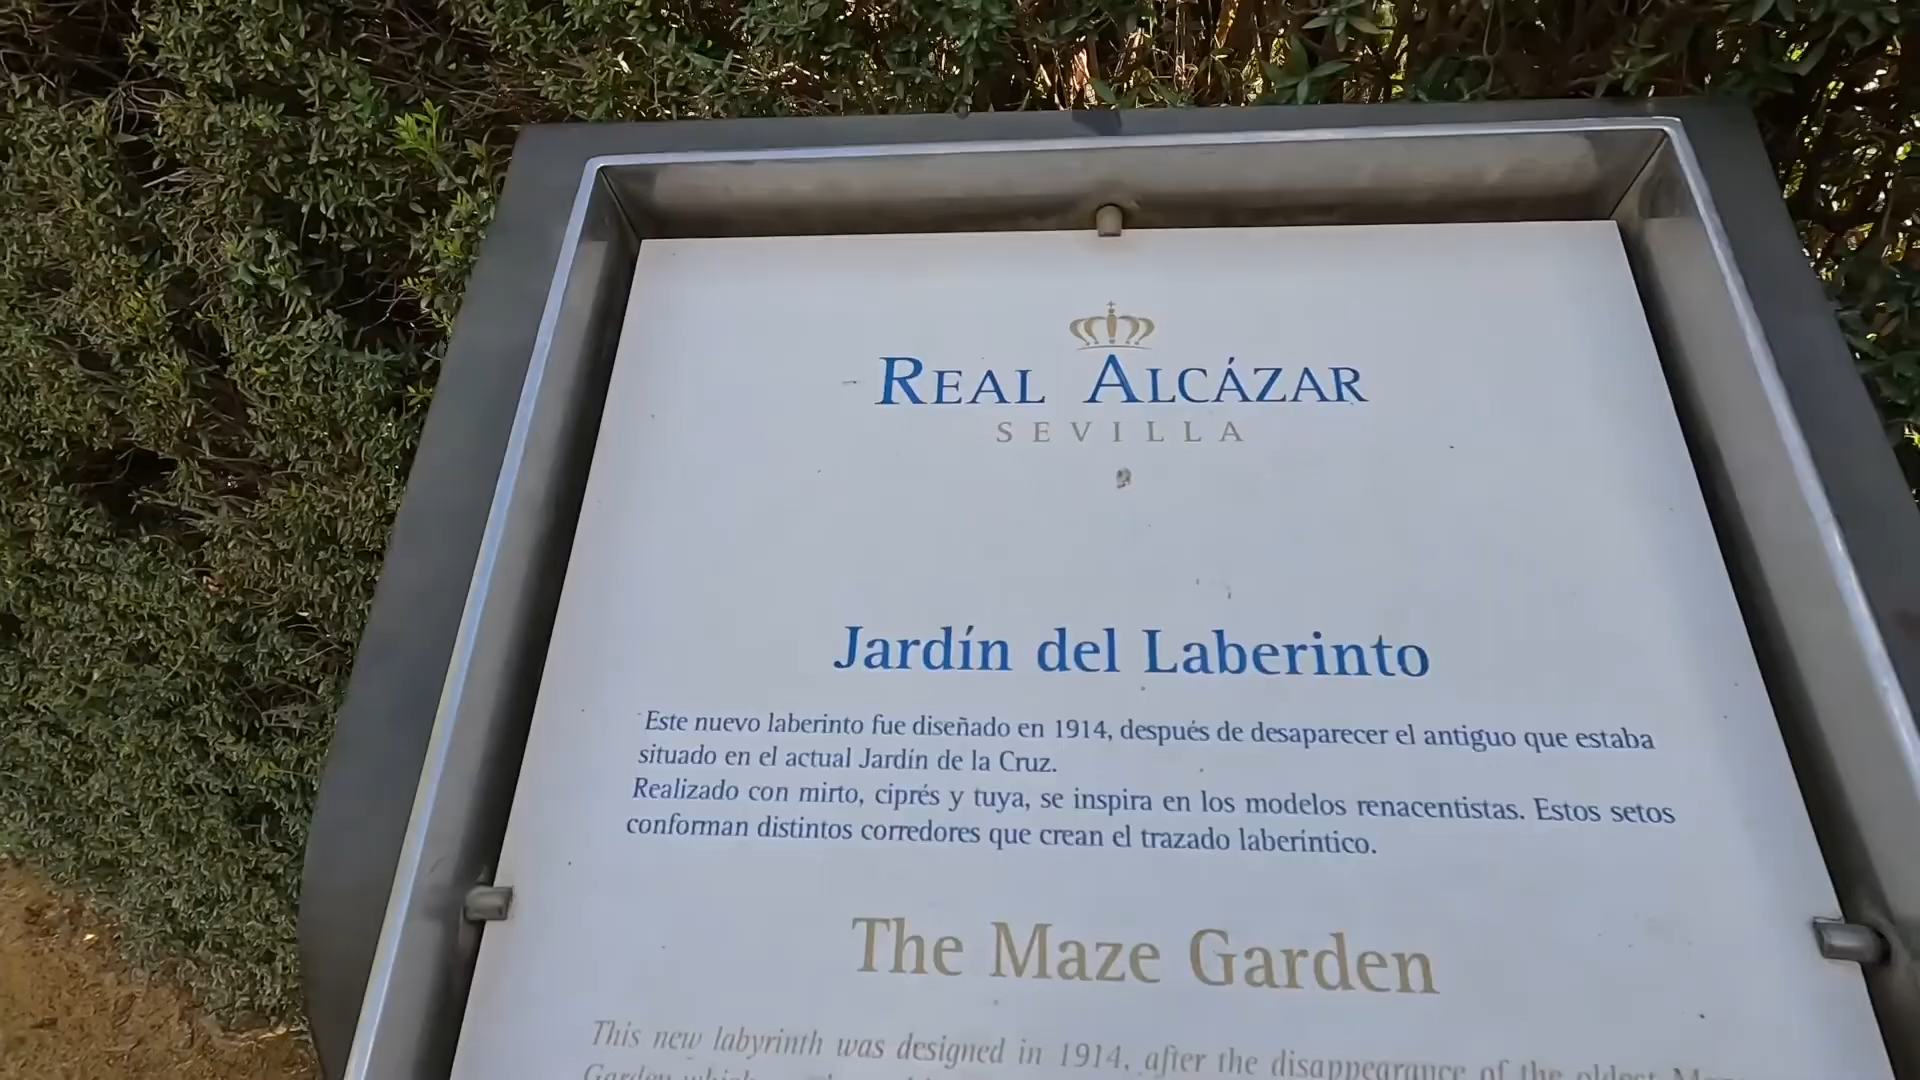 REAL ALCÁZAR
SEVILLA
Jardín del Laberinto
Este nuevo laberinto fue diseñado en 1914, después de desaparecer el antiguo que estaba
situado en el actual Jardín de la Cruz.
Realizado con mirto, ciprés y tuya, se inspira en los modelos renacentistas. Estos setos
conforman distintos corredores que crean el trazado laberíntico.
The Maze Garden
This new labyrinth was designed in 1914, after the disappearance of the oldest
Garden which